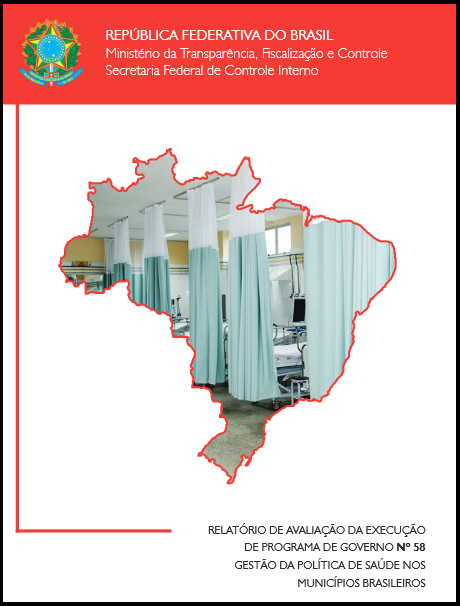 REPÚBLICA FEDERATIVA DO BRASIL
Ministério da Transparência, Fiscalização e Controle
Secretaria Federal de Controle Interno
RELATÓRIO DE AVALIAÇÃO DA EXECUÇÃO
DE PROGRAMA DE GOVERNO Nº 58
GESTÃO DA POLÍTICA DE SAÚDE NOS
MUNICÍPIOS BRASILEIROS